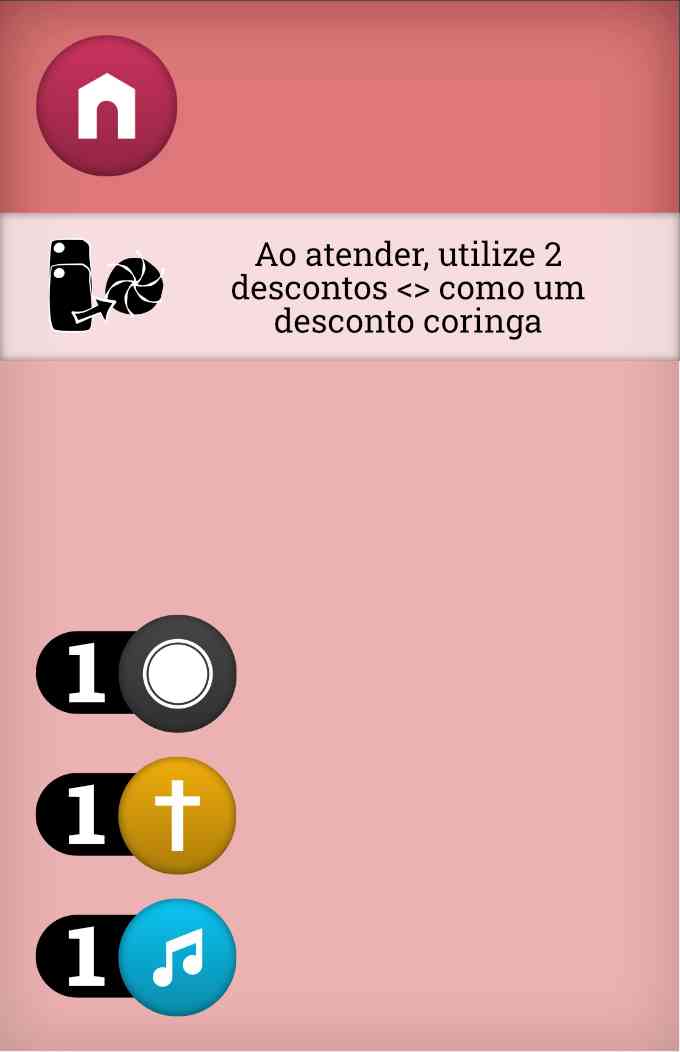 Ao atender, utilize 2
descontos <> como um
desconto coringa
1
1
1